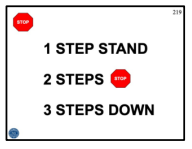 219
STOP
1 STEP STAND
2 STEPS STOP
3 STEPS DOWN